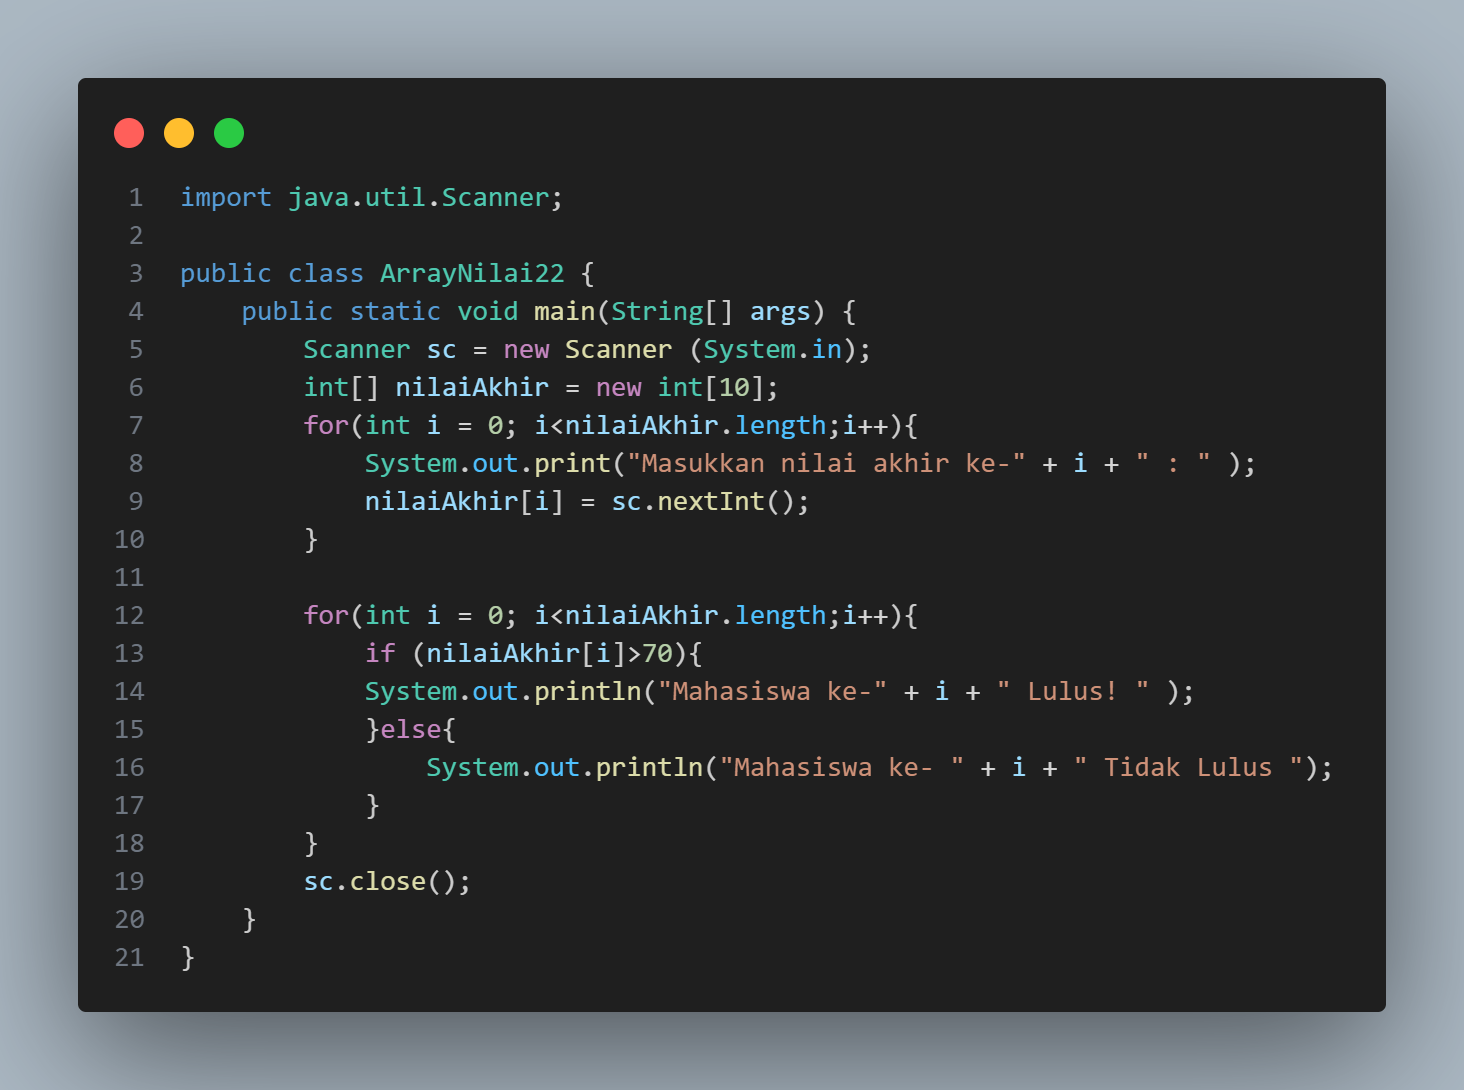 1 import java.util.Scanner;
2
3 public class ArrayNilai22 {
4     public static void main(String[] args) {
5         Scanner sc = new Scanner (System.in);
6         int[] nilaiAkhir = new int[10];
7         for(int i = 0; i<nilaiAkhir.length;i++){
8             System.out.print("Masukkan nilai akhir ke-" + i + " : " );
9             nilaiAkhir[i] = sc.nextInt();
10         }
11
12         for(int i = 0; i<nilaiAkhir.length;i++){
13             if (nilaiAkhir[i]>70){
14             System.out.println("Mahasiswa ke-" + i + " Lulus! " );
15             }else{
16                 System.out.println("Mahasiswa ke- " + i + " Tidak Lulus ");
17             }
18         }
19         sc.close();
20     }
21 }